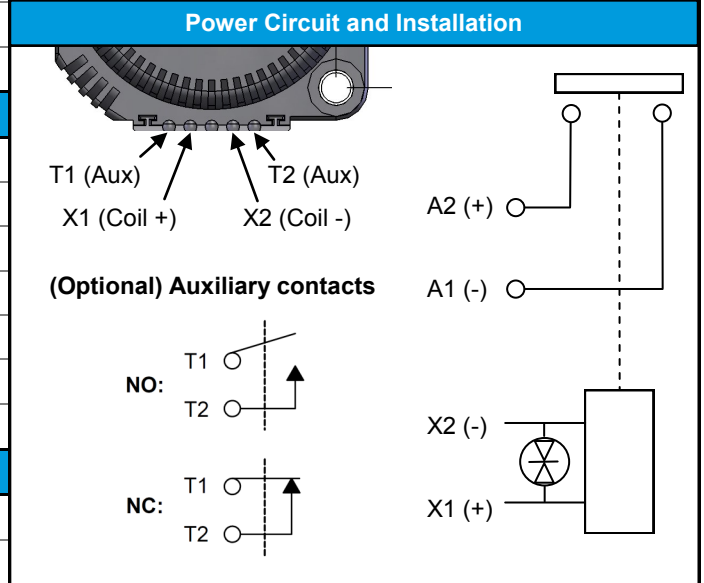 Power Circuit and Installation
T1 (Aux)
T2 (Aux)
X1 (Coil +)
X2 (Coil -)
(Optional) Auxiliary contacts
NO:
T1
T2
NC:
T1
T2
A2 (+)
A1 (-)
X2 (-)
X1 (+)